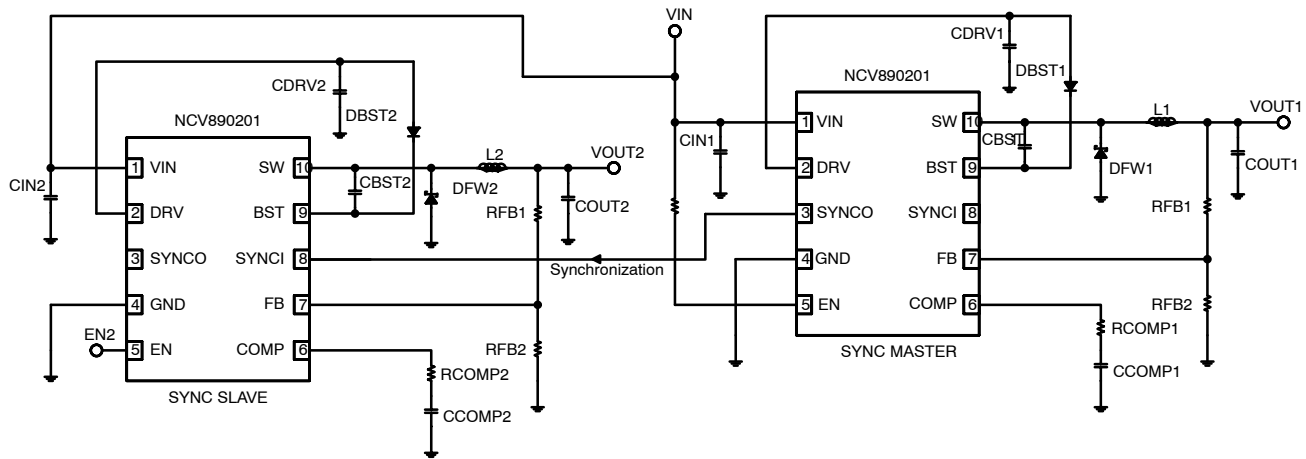 VIN
CDRV1
DBST1
NCV890201
L1
VOUT1
1 VIN
SW 10
CIN1
CBST
2 DRV
BST 9
DFW1
COUT1
3 SYNCO
SYNCI 8
RFB1
4 GND
FB 7
5 EN
COMP 6
RFB2
RCOMP1
SYNC MASTER
CCOMP1
CDRV2
DBST2
NCV890201
L2
VOUT2
1 VIN
SW 10
CIN2
CBST2
DFW2
2 DRV
BST 9
RFB1
COUT2
3 SYNCO
SYNCI 8
Synchronization
4 GND
FB 7
EN2
5 EN
COMP 6
RFB2
RCOMP2
SYNC SLAVE
CCOMP2